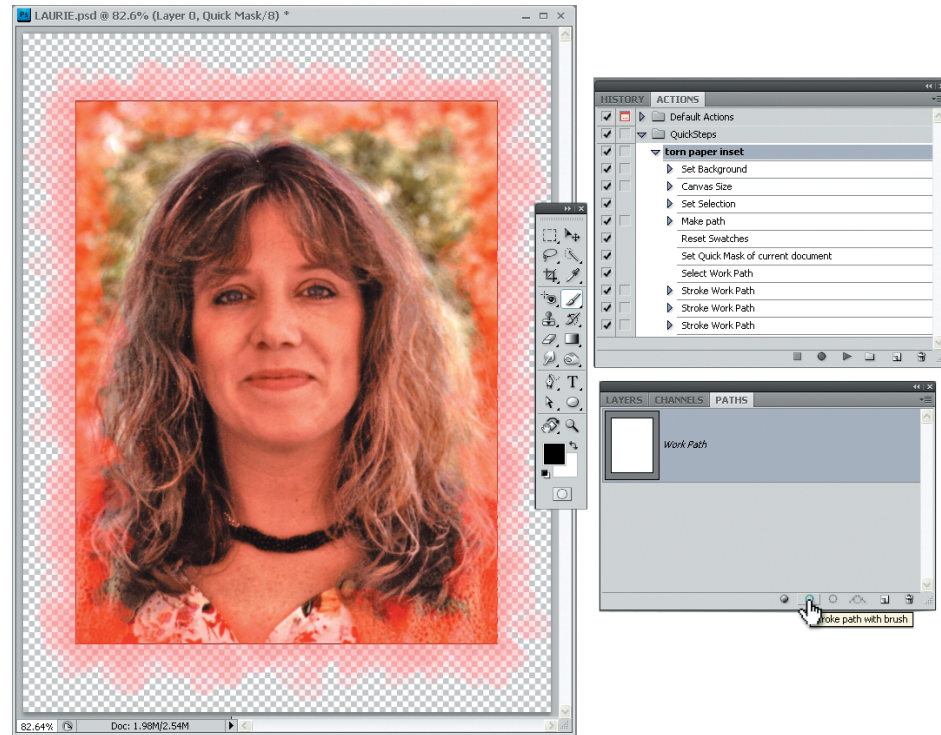 Ps LAURIE.psd @ 82.6% (Layer 0, Quick Mask/8) *
HISTORY ACTIONS
Default Actions
QuickSteps
torn paper inset
Set Background
Canvas Size
Set Selection
Make path
Reset Swatches
Set Quick Mask of current document
Select Work Path
Stroke Work Path
Stroke Work Path
Stroke Work Path
T
LAYERS CHANNELS PATHS
Work Path
roke path with brush
82.64% Doc: 1.98M/2.54M